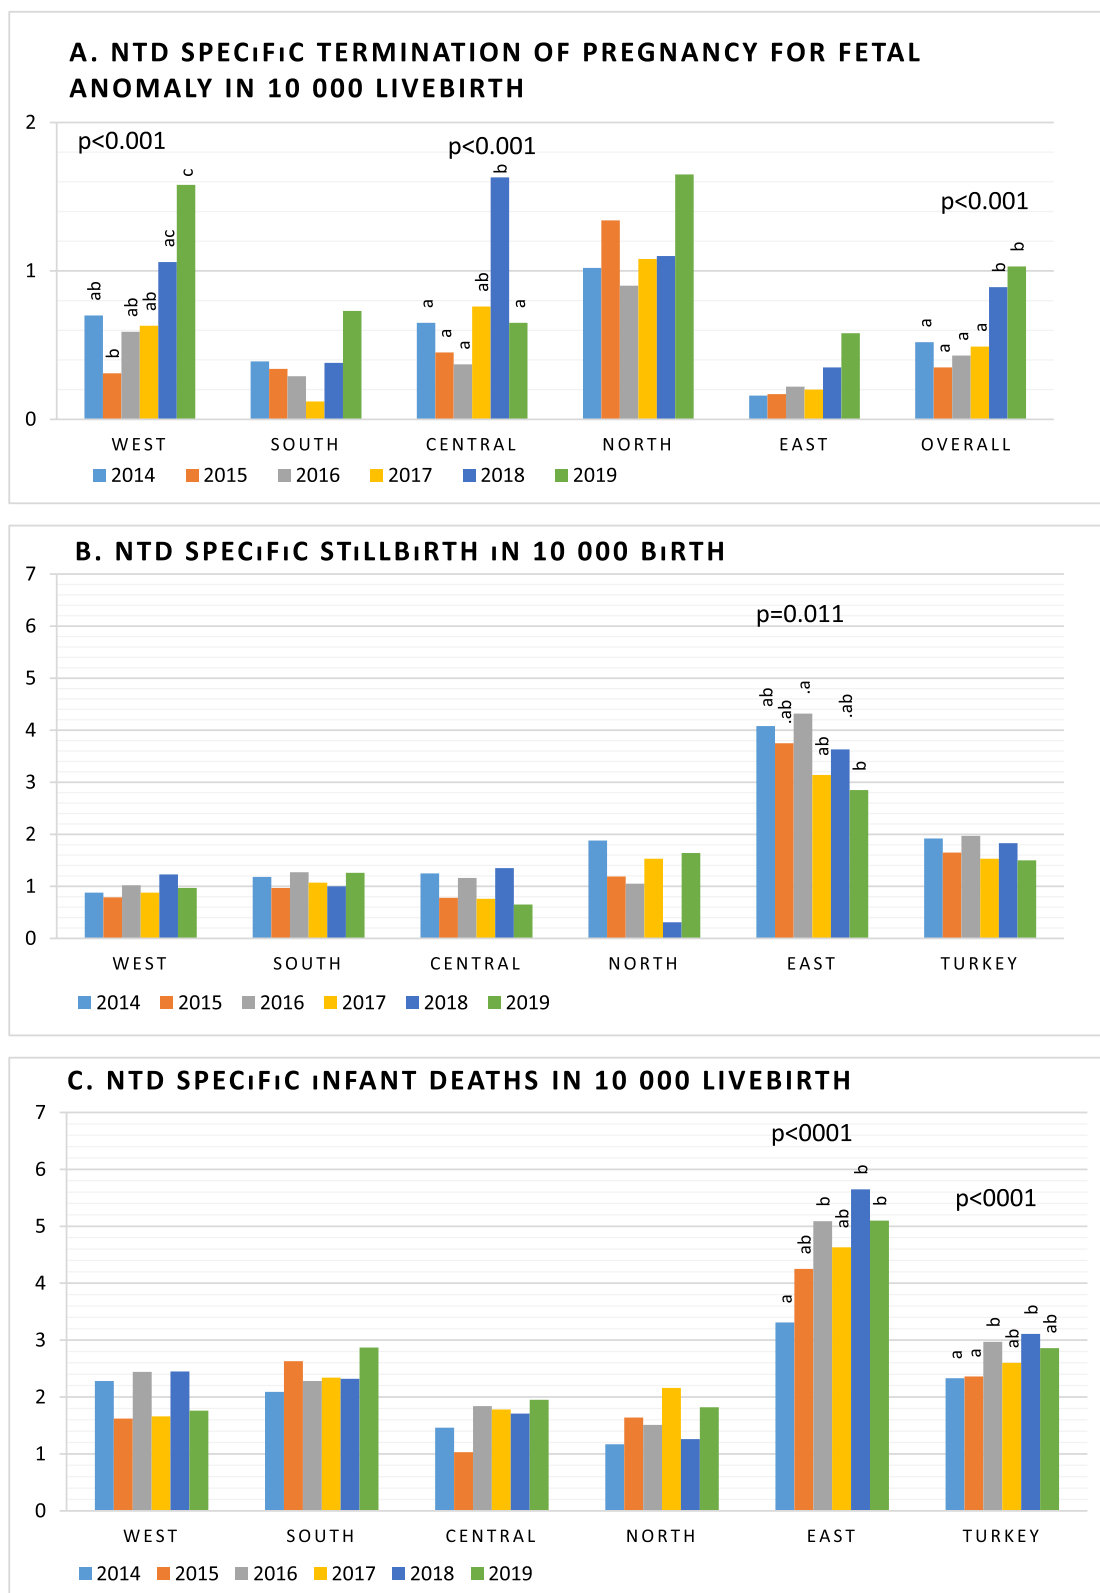 A. NTD SPECıFıC TERMINATION OF PREGNANCY FOR FETAL
ANOMALY IN 10 000 LIVEBIRTH
2
p<0.001
p<0.001
p<0.001
1
0
ab
b
ab
ab
ac
c
a
a
a
ab
b
a
a
a
a
a
b
b
WEST
SOUTH
CENTRAL
NORTH
EAST
OVERALL
2014
2015
2016
2017
2018
2019
B. NTD SPECıFıC STıLLBıRTH ıN 10 000 BıRTH
7
6
5
4
3
2
1
0
p=0.011
ab
.ab
.a
ab
.ab
b
WEST
SOUTH
CENTRAL
NORTH
EAST
TURKEY
2014
2015
2016
2017
2018
2019
C. NTD SPECıFıC ıNFANT DEATHS IN 10 000 LIVEBIRTH
7
6
5
4
3
2
1
0
p<0001
p<0001
a
ab
b
ab
b
b
a
a
b
ab
b
ab
WEST
SOUTH
CENTRAL
NORTH
EAST
TURKEY
2014
2015
2016
2017
2018
2019